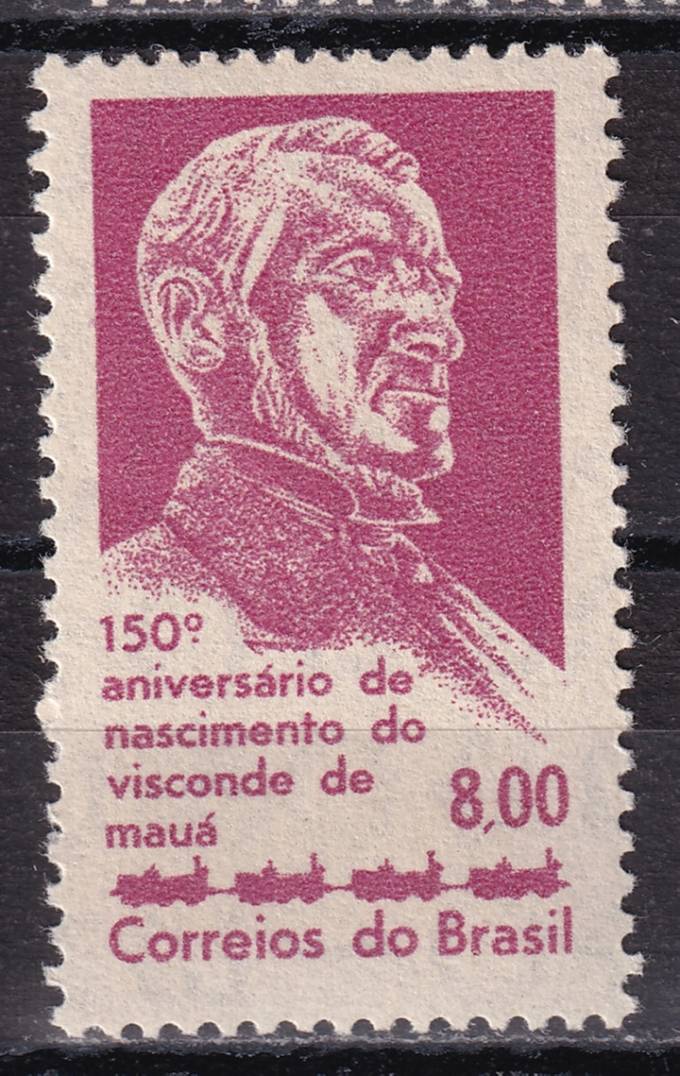 150º
aniversário de
nascimento do
visconde de
mauá
8,00
Correios do Brasil